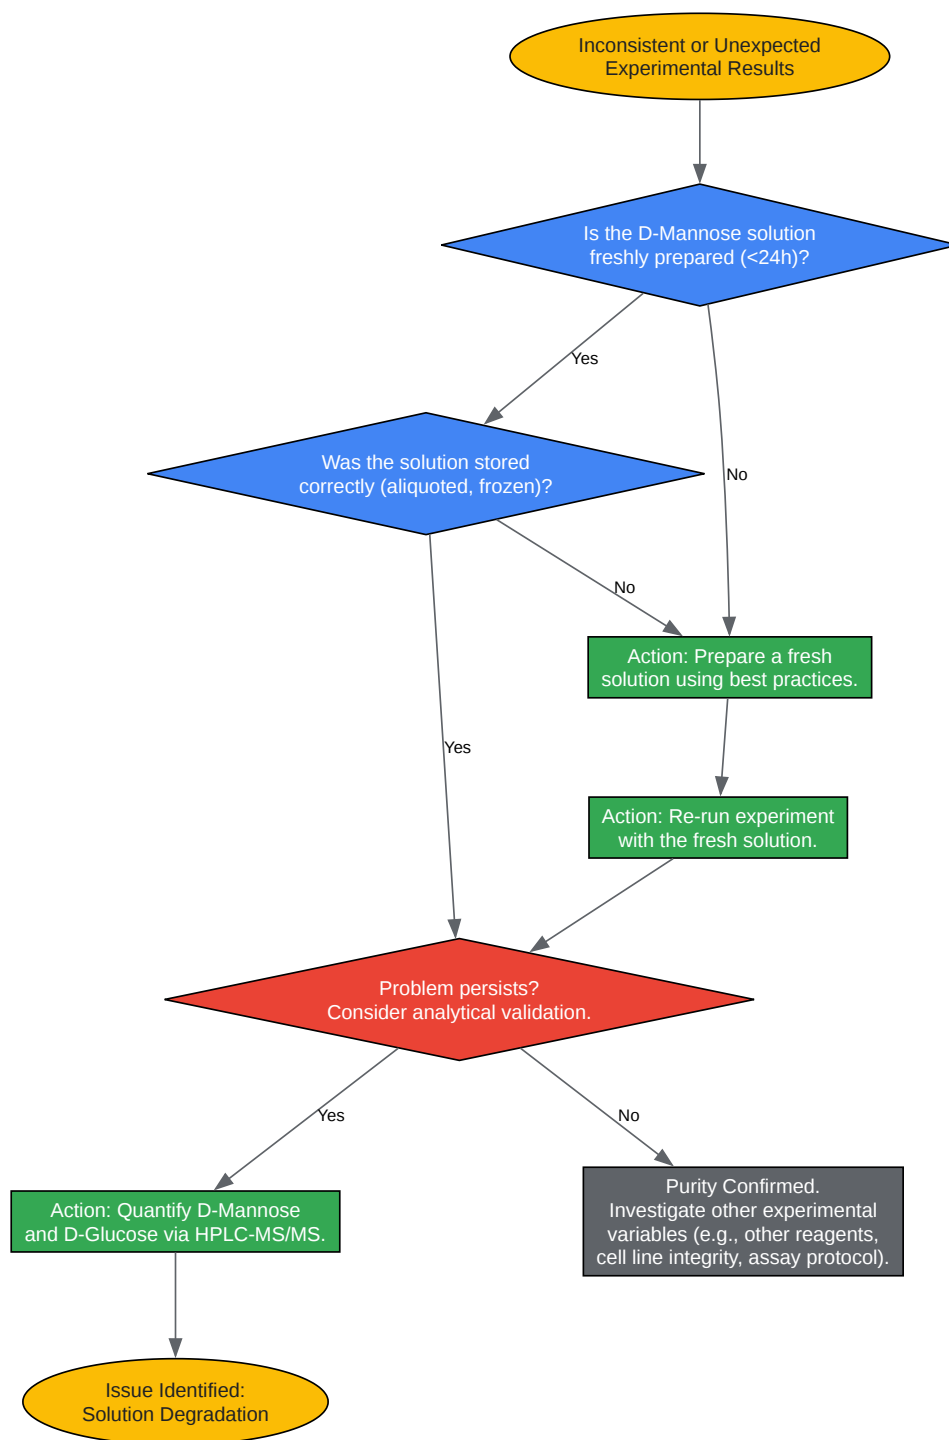 Inconsistent or Unexpected
Experimental Results
Is the D-Mannose solution
freshly prepared (<24h)?
Yes
Was the solution stored
correctly (aliquoted, frozen)?
No
No
Action: Prepare a fresh
solution using best practices.
Yes
Action: Re-run experiment
with the fresh solution.
Problem persists?
Consider analytical validation.
Yes
No
Action: Quantify D-Mannose
and D-Glucose via HPLC-MS/MS.
Purity Confirmed.
Investigate other experimental
variables (e.g., other reagents,
cell line integrity, assay protocol).
Issue Identified:
Solution Degradation